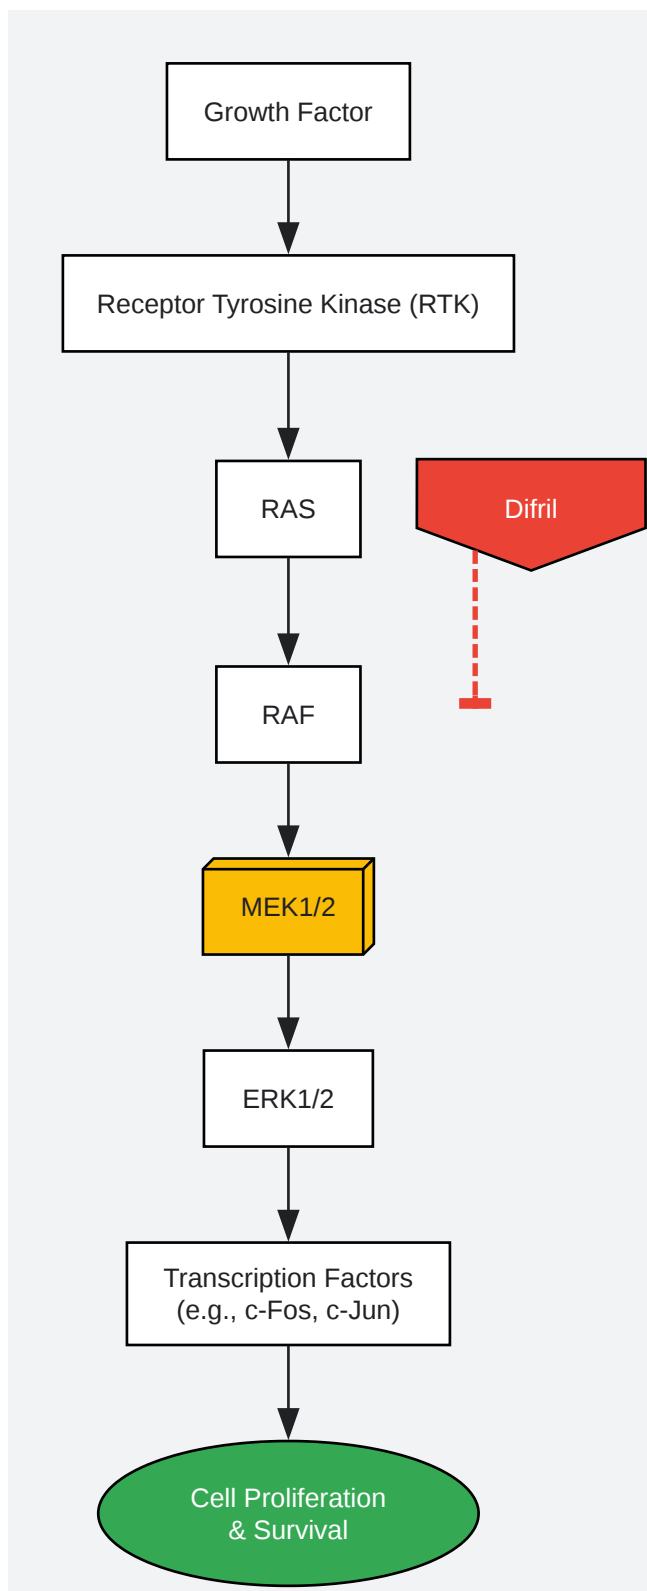 Growth Factor
Receptor Tyrosine Kinase (RTK)
RAS
Difril
RAF
MEK1/2
ERK1/2
Transcription Factors
(e.g., c-Fos, c-Jun)
Cell Proliferation
& Survival